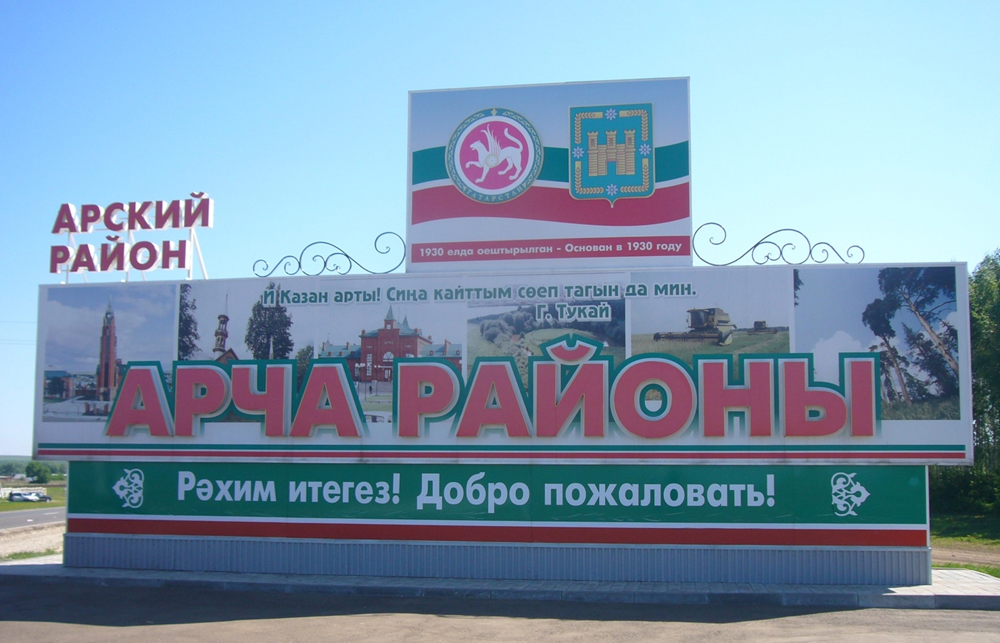 ТАТАРСТАН
1930 елда оештырылган - Основан в 1930 году
АРСКИЙ
РАЙОН
Й Казан арты! Сиңа кайттым сөеп тагын да мин.
Г. Тукай
АРЧА РАЙОНЫ
Рәхим итегез! Добро пожаловать!